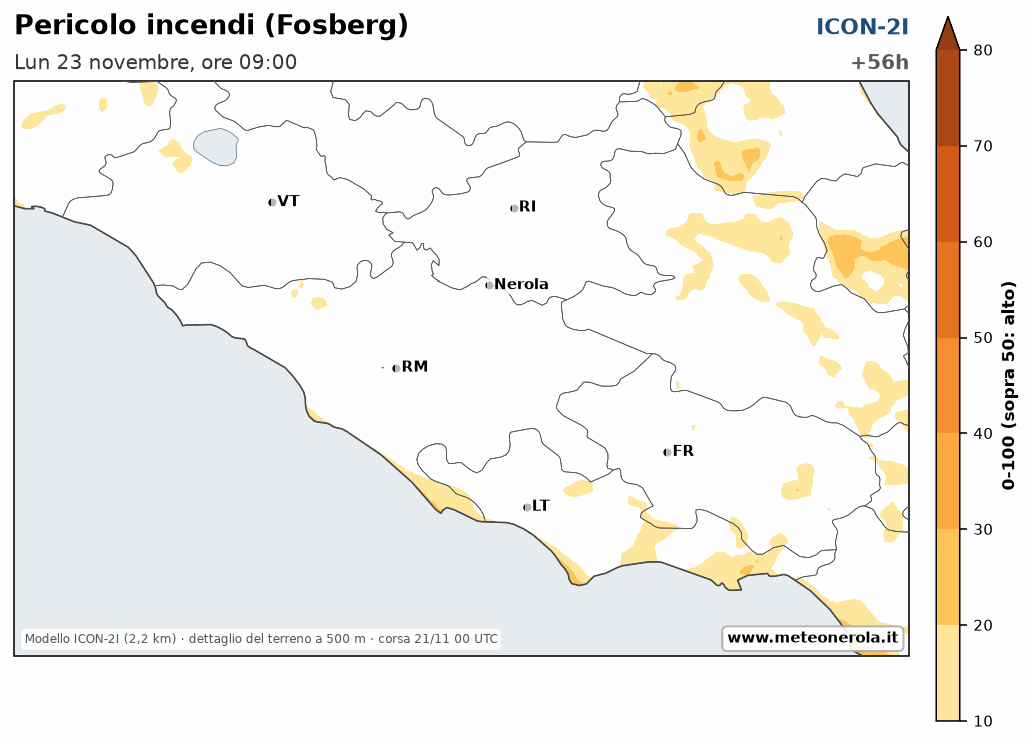 Pericolo incendi (Fosberg)
ICON-2I
Lun 23 novembre, ore 09:00
+56h
VT
RI
Nerola
RM
FR
LT
Modello ICON-2I (2,2 km) · dettaglio del terreno a 500 m · corsa 21/11 00 UTC
www.meteonerola.it
80
70
60
50
40
30
20
10
0-100 (sopra 50: alto)